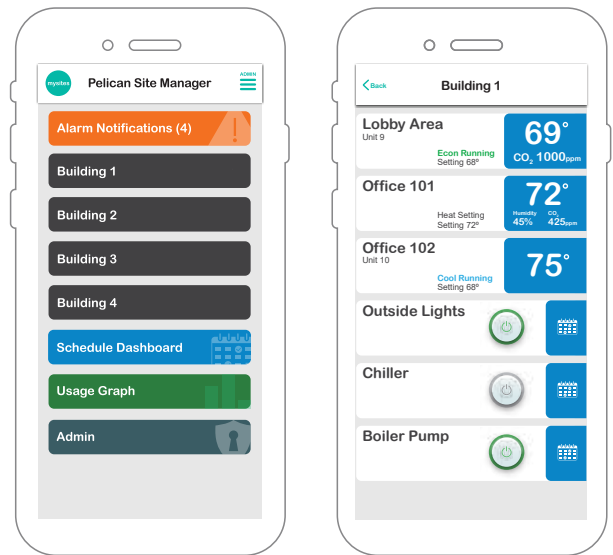 mysites
Pelican Site Manager
ADMIN
Alarm Notifications (4)
Building 1
Building 2
Building 3
Building 4
Schedule Dashboard
Usage Graph
Admin
Back
Building 1
Lobby Area
Unit 9
Econ Running
Setting 68°
69°
CO2 1000ppm
Office 101
Heat Setting
Setting 72°
72°
Humidity CO2
45% 425ppm
Office 102
Unit 10
Cool Running
Setting 68°
75°
Outside Lights
Chiller
Boiler Pump